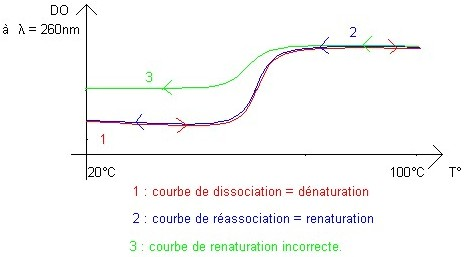 DO
à λ = 260nm
2
3
1
20°C
100°C
T°
1 : courbe de dissociation = dénaturation
2 : courbe de réassociation = renaturation
3 : courbe de renaturation incorrecte.